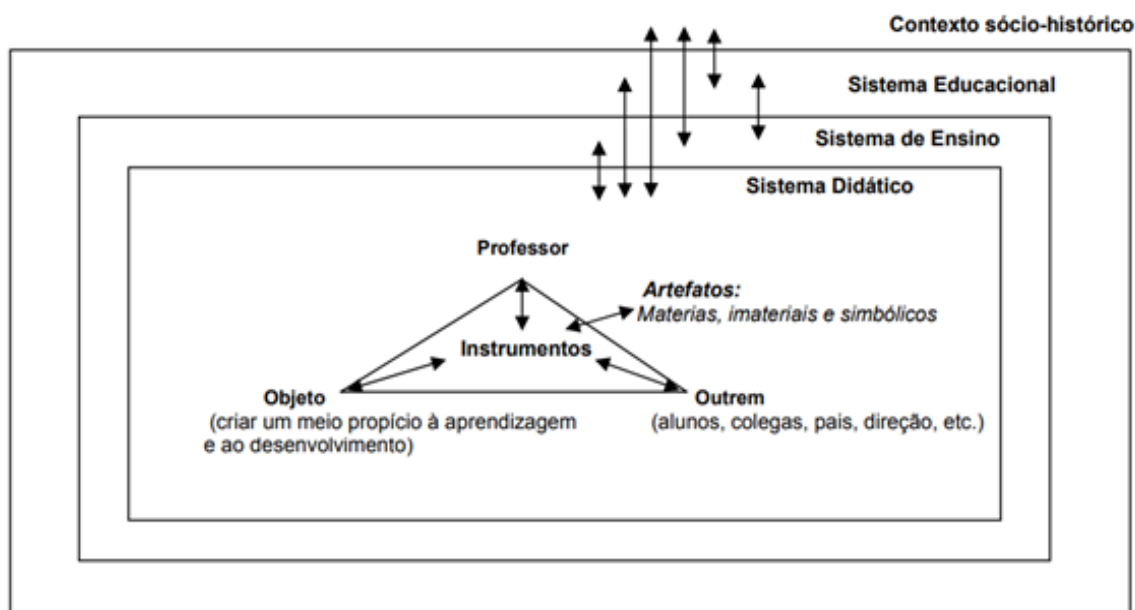 Contexto sócio-histórico
Sistema Educacional
Sistema de Ensino
Sistema Didático
Professor
Artefatos:
Materias, imateriais e simbólicos
Instrumentos
Objeto
(criar um meio propício à aprendizagem
e ao desenvolvimento)
Outrem
(alunos, colegas, pais, direção, etc.)